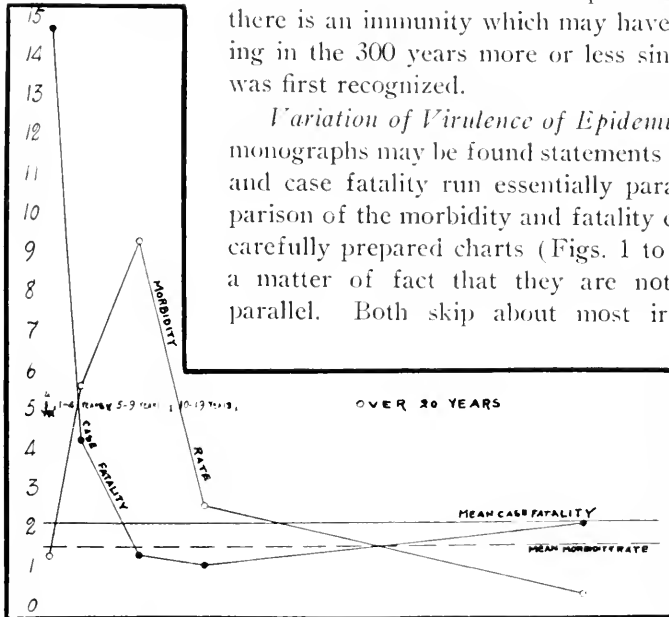 there is an immunity which may have
ing in the 300 years more or less sin
was first recognized.
Variation of Virulence of Epidemi
monographs may be found statements
and case fatality run essentially para
parison of the morbidity and fatality c
carefully prepared charts (Figs. 1 to
a matter of fact that they are not
parallel. Both skip about most ir
15
14
13
12
11
10
9
8
7
6
5
4
3
2
1
0
1-4 YEARS 5-9 YEARS 10-19 YEARS
OVER 20 YEARS
MORBIDITY
RATE
CASE
FATALITY
MEAN CASE FATALITY
MEAN MORBIDITY RATE